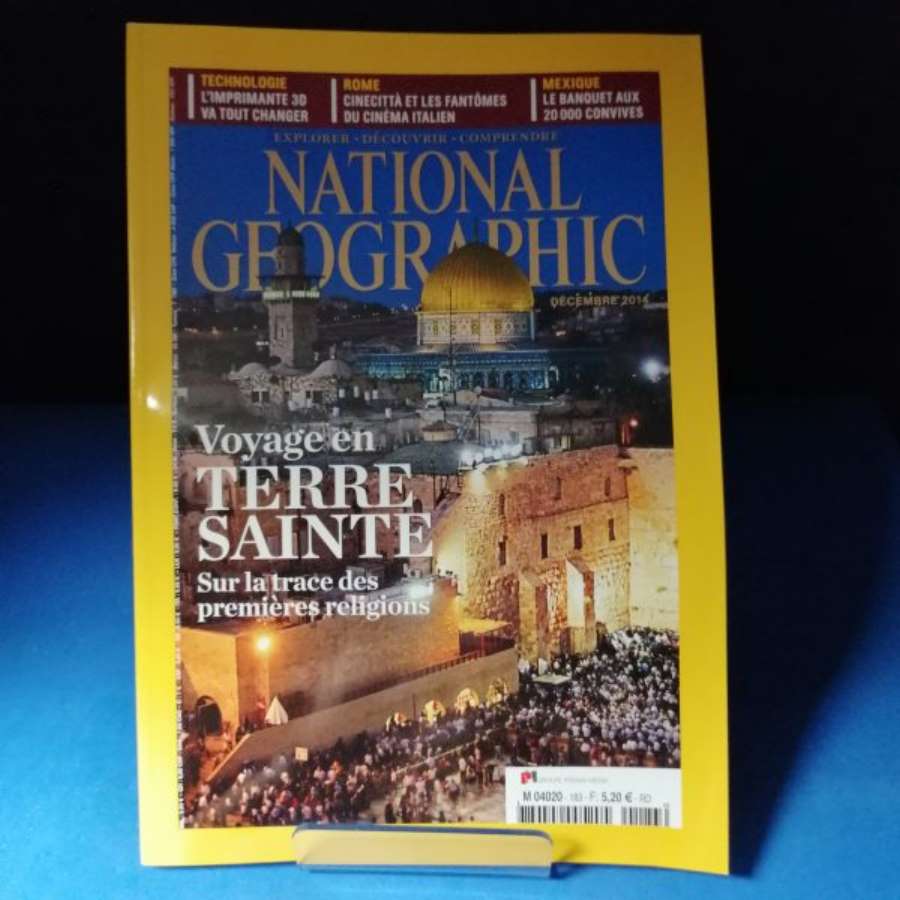 TECHNOLOGIE
L'IMPRIMANTE 3D
VA TOUT CHANGER
ROME
CINECITTÀ ET LES FANTÔMES
DU CINÉMA ITALIEN
MEXIQUE
LE BANQUET AUX
20 000 CONVIVES
EXPLORER • DÉCOUVRIR • COMPRENDRE
NATIONAL
GEOGRAPHIC
DÉCEMBRE 2014
Voyage en
TERRE
SAINTE
Sur la trace des
premières religions
M 04020 - 183 - F: 5,20 € - RD